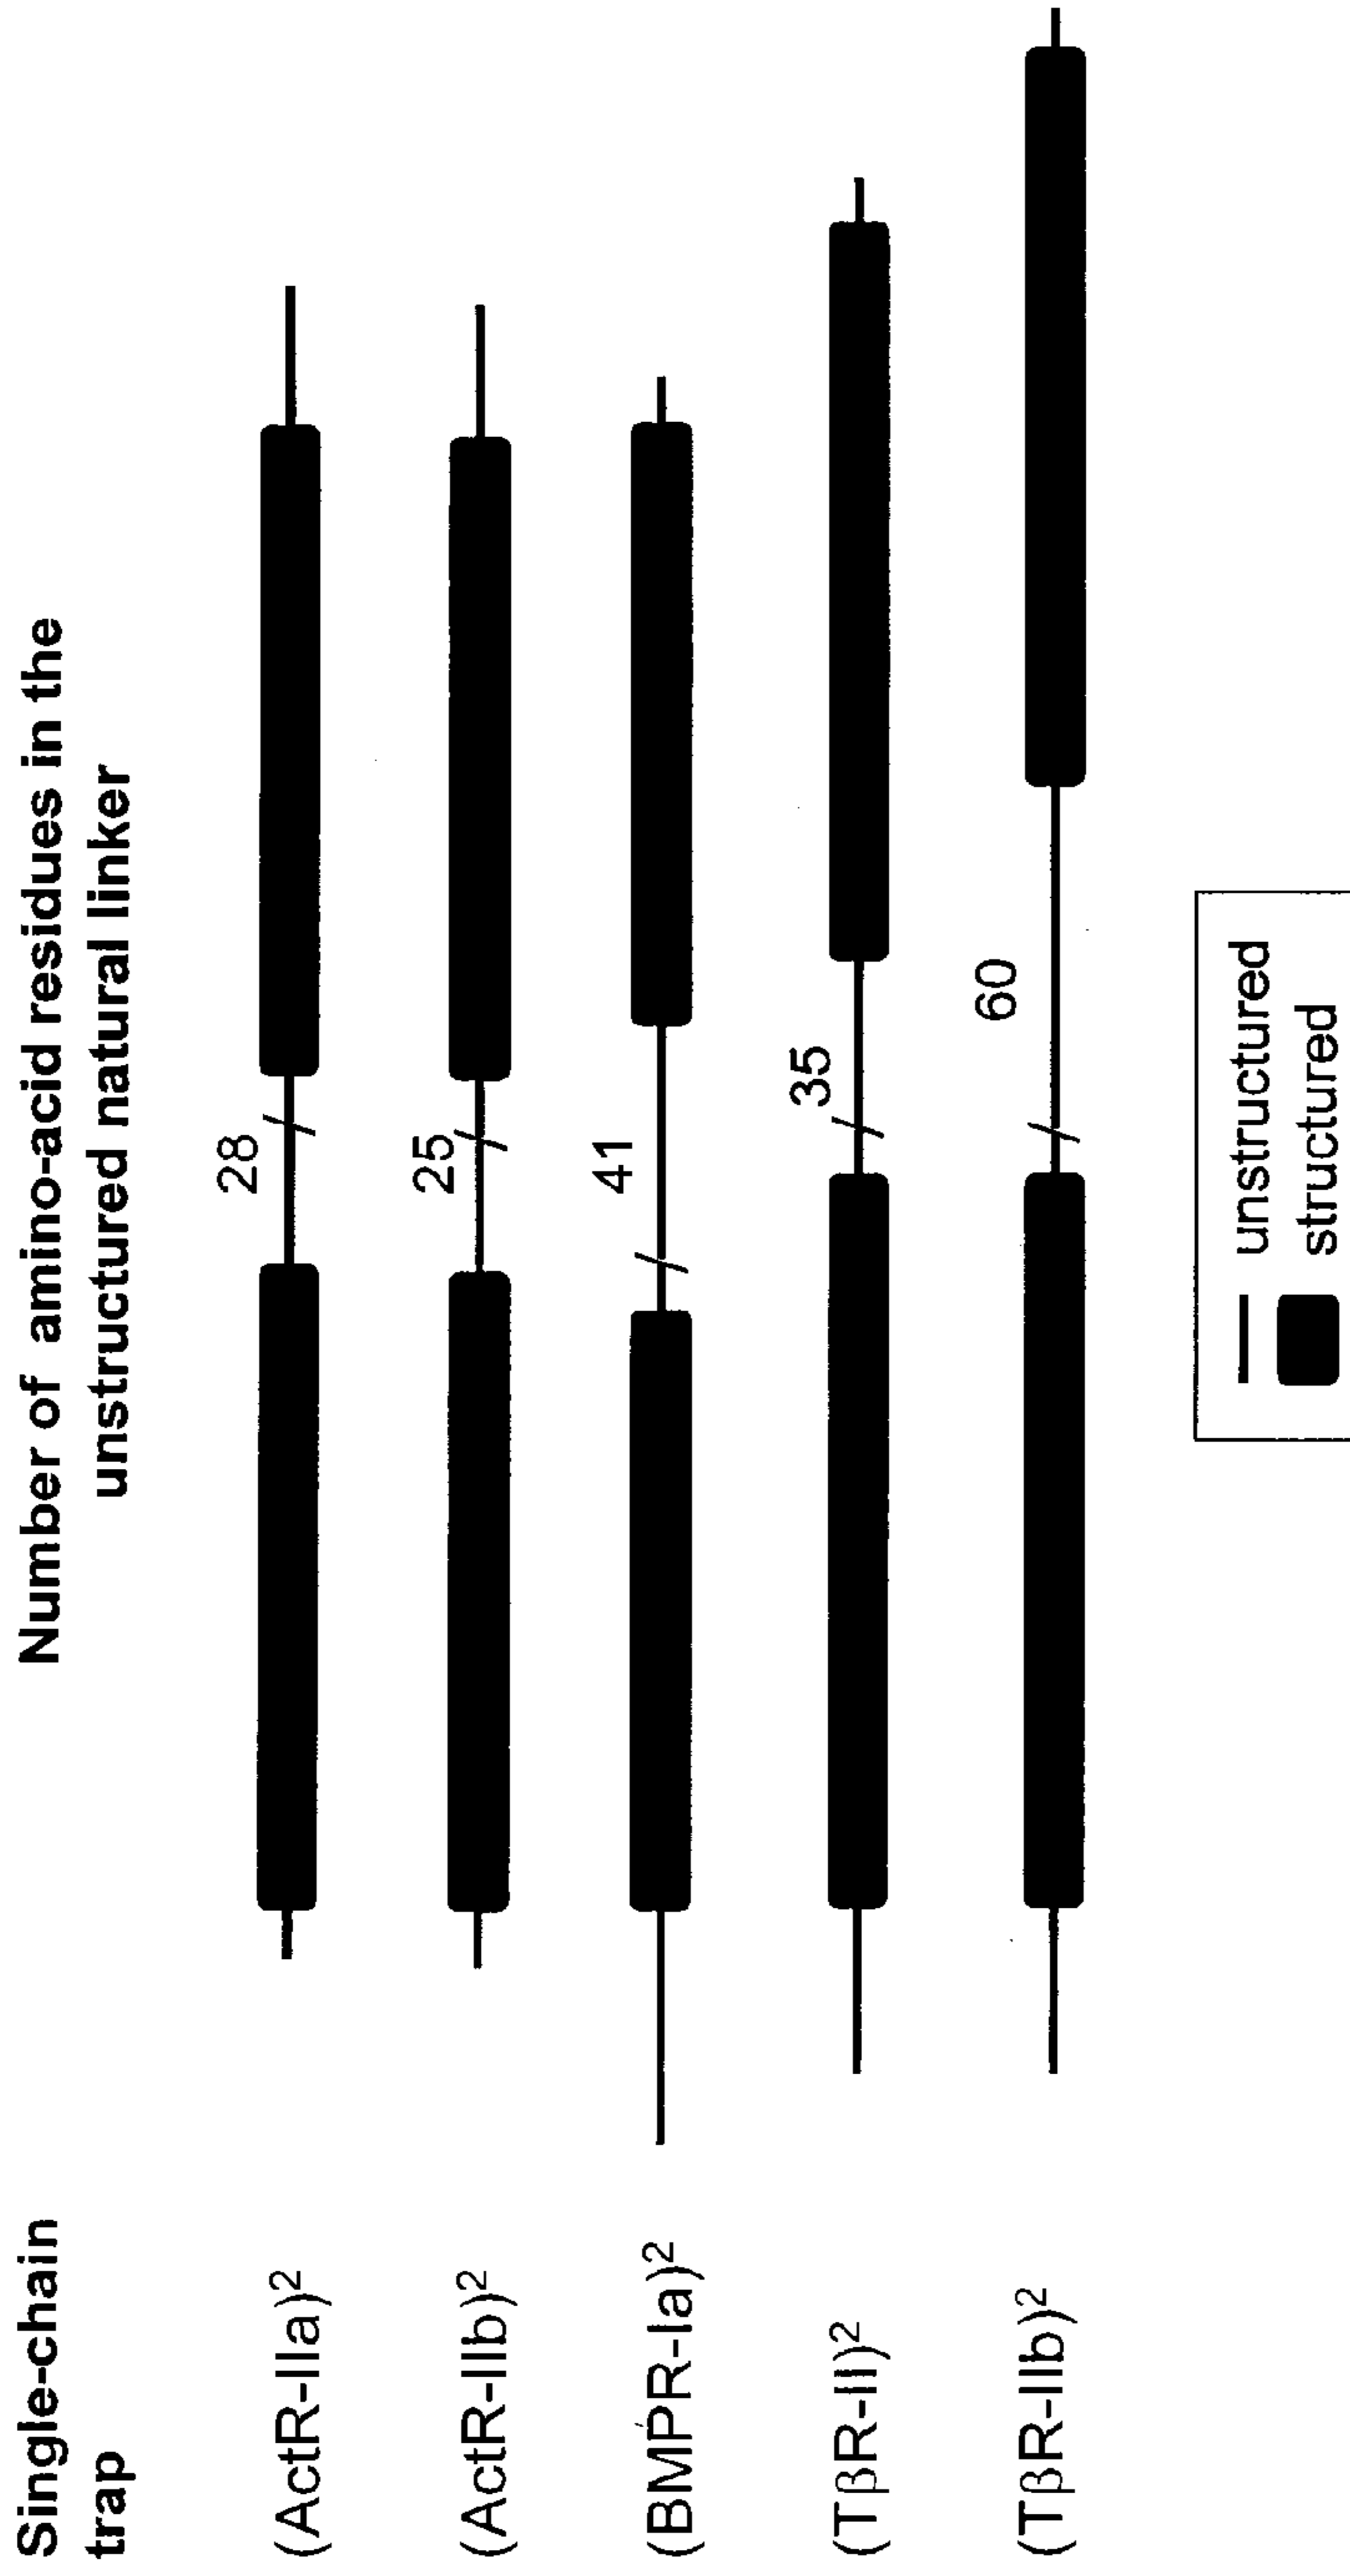 Single-chain
trap
Number of amino-acid residues in the
unstructured natural linker
(ActR-IIa)2
28
(ActR-IIb)2
25
(BMPR-Ia)2
41
(TβR-II)2
35
(TβR-IIb)2
60
unstructured
structured